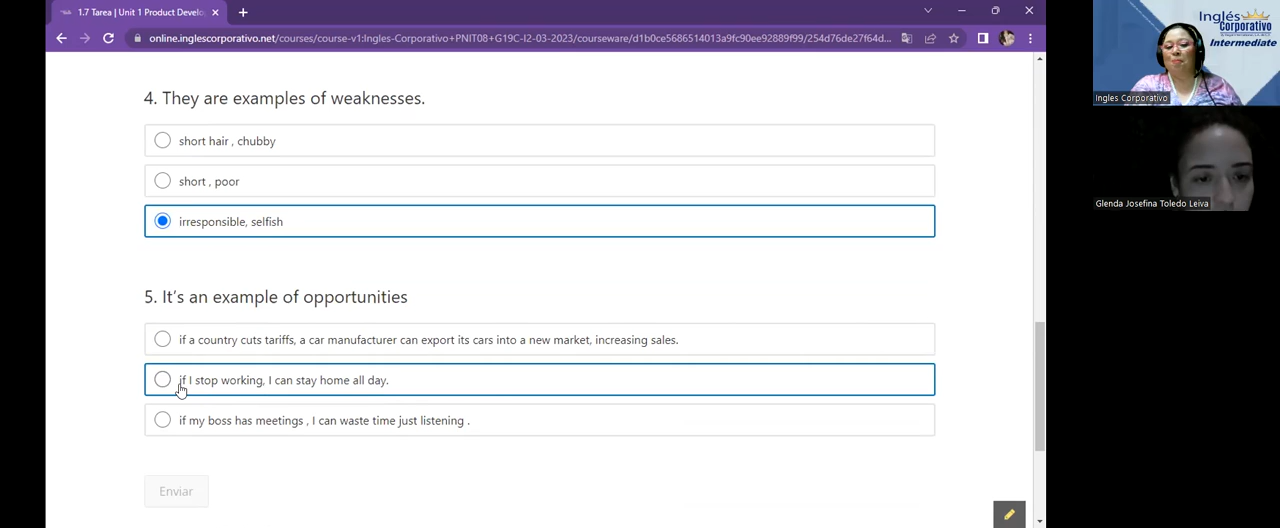 1.7 Tarea | Unit 1 Product Develo
online.inglescorporativo.net/courses/course-v1:Ingles-Corporativo+PNIT08+G19C-I2-03-2023/courseware/d1b0ce5686514013a9fc90ee92889f99/254d76de27f64d...
4. They are examples of weaknesses.
short hair , chubby
short , poor
irresponsible, selfish
5. It’s an example of opportunities
if a country cuts tariffs, a car manufacturer can export its cars into a new market, increasing sales.
if I stop working, I can stay home all day.
if my boss has meetings , I can waste time just listening .
Enviar
Inglés
Corporativo
Intermediate
Ingles Corporativo
Glenda Josefina Toledo Leiva